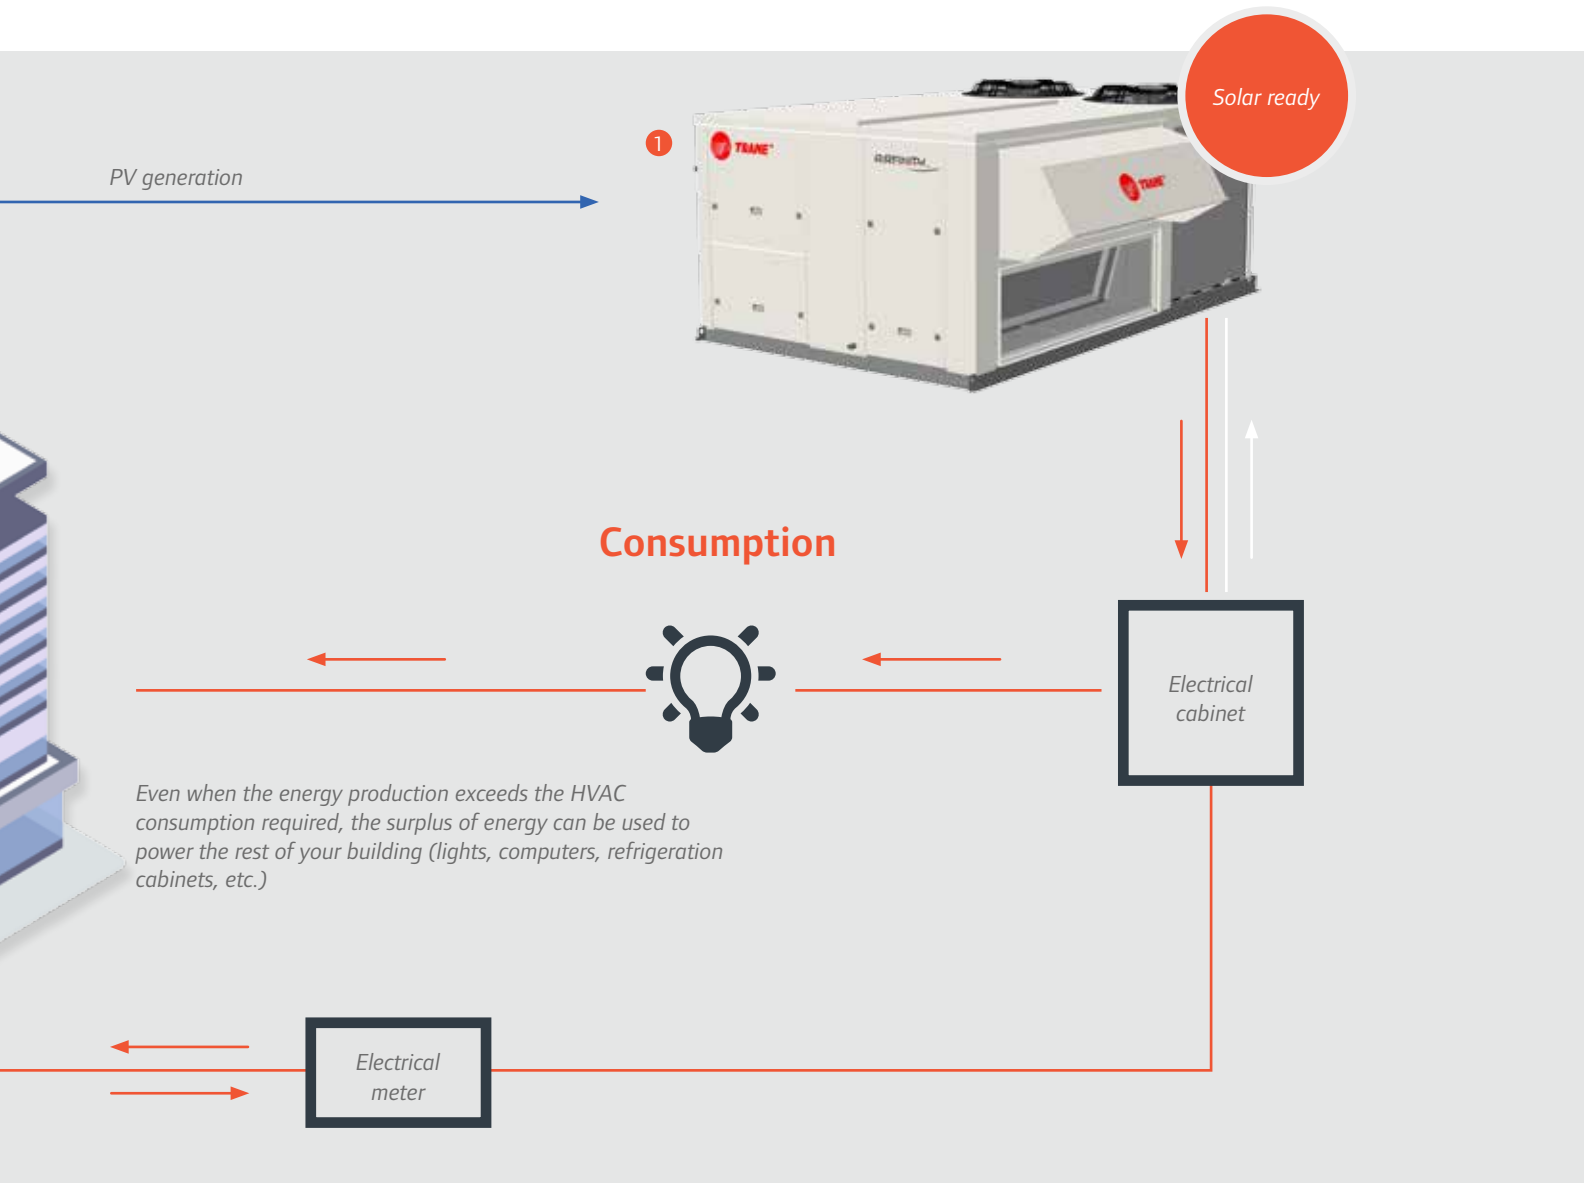 Solar ready
1
TRANE
AIRFINITY
TRANE
PV generation
Consumption
Electrical
cabinet
Even when the energy production exceeds the HVAC
consumption required, the surplus of energy can be used to
power the rest of your building (lights, computers, refrigeration
cabinets, etc.)
Electrical
meter